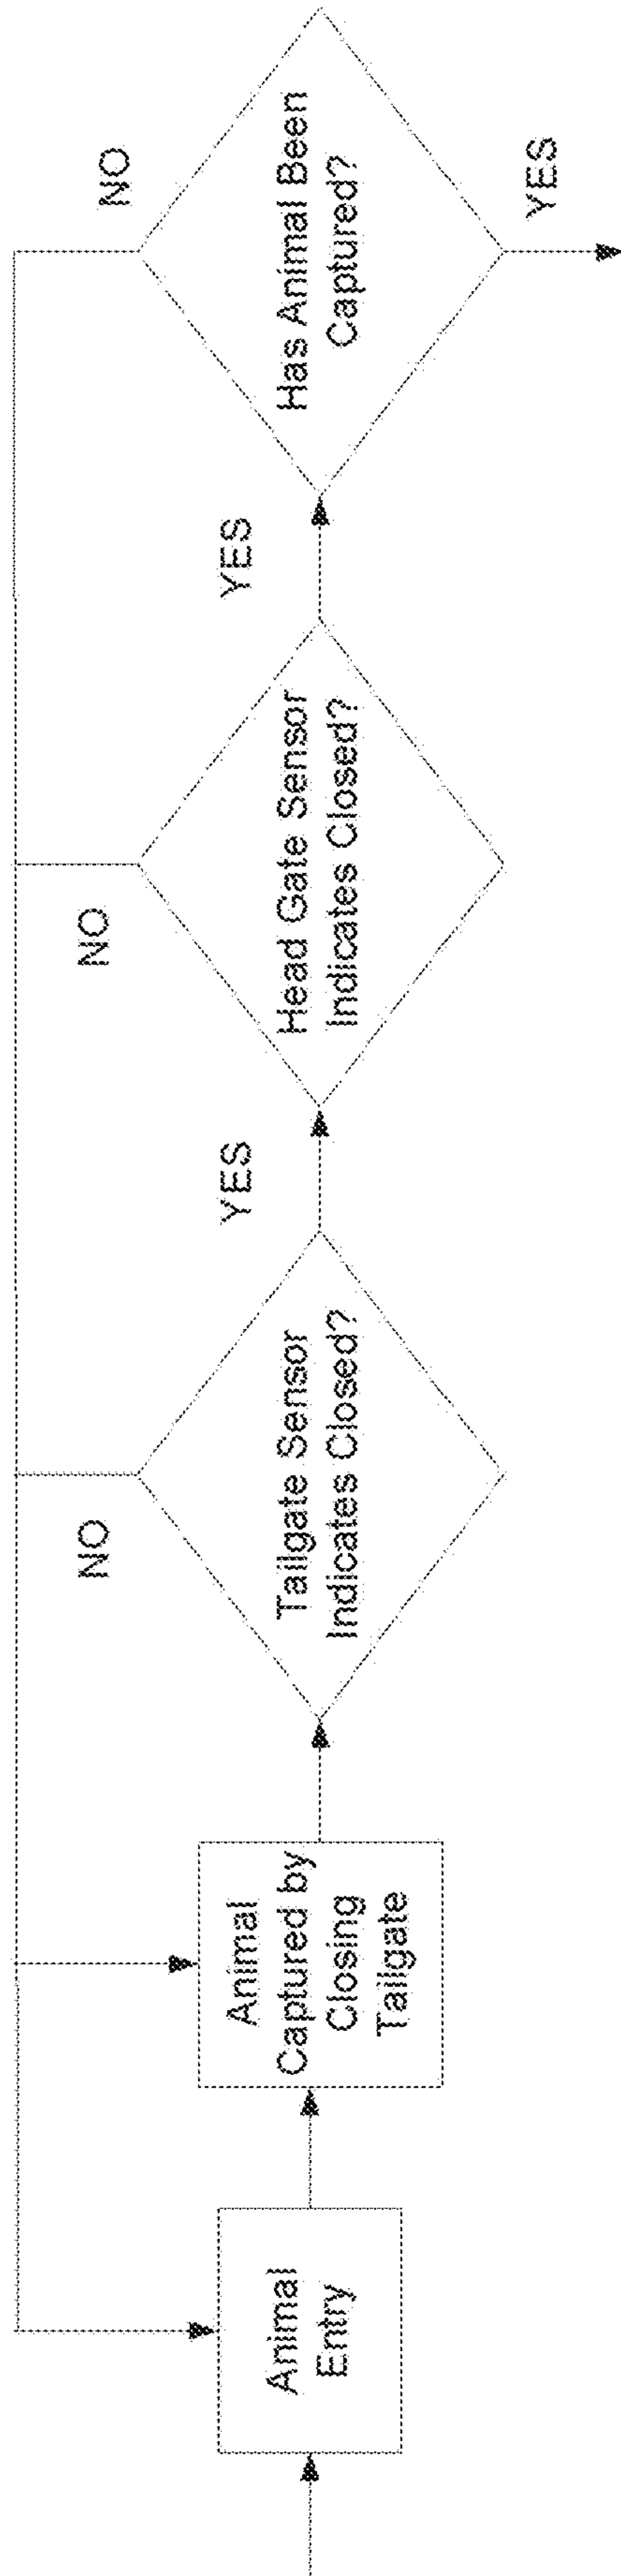 Animal
Entry
Animal
Captured by
Closing
Tailgate
Tailgate Sensor
Indicates Closed?
NO
YES
Head Gate Sensor
Indicates Closed?
NO
YES
Has Animal Been
Captured?
NO
YES